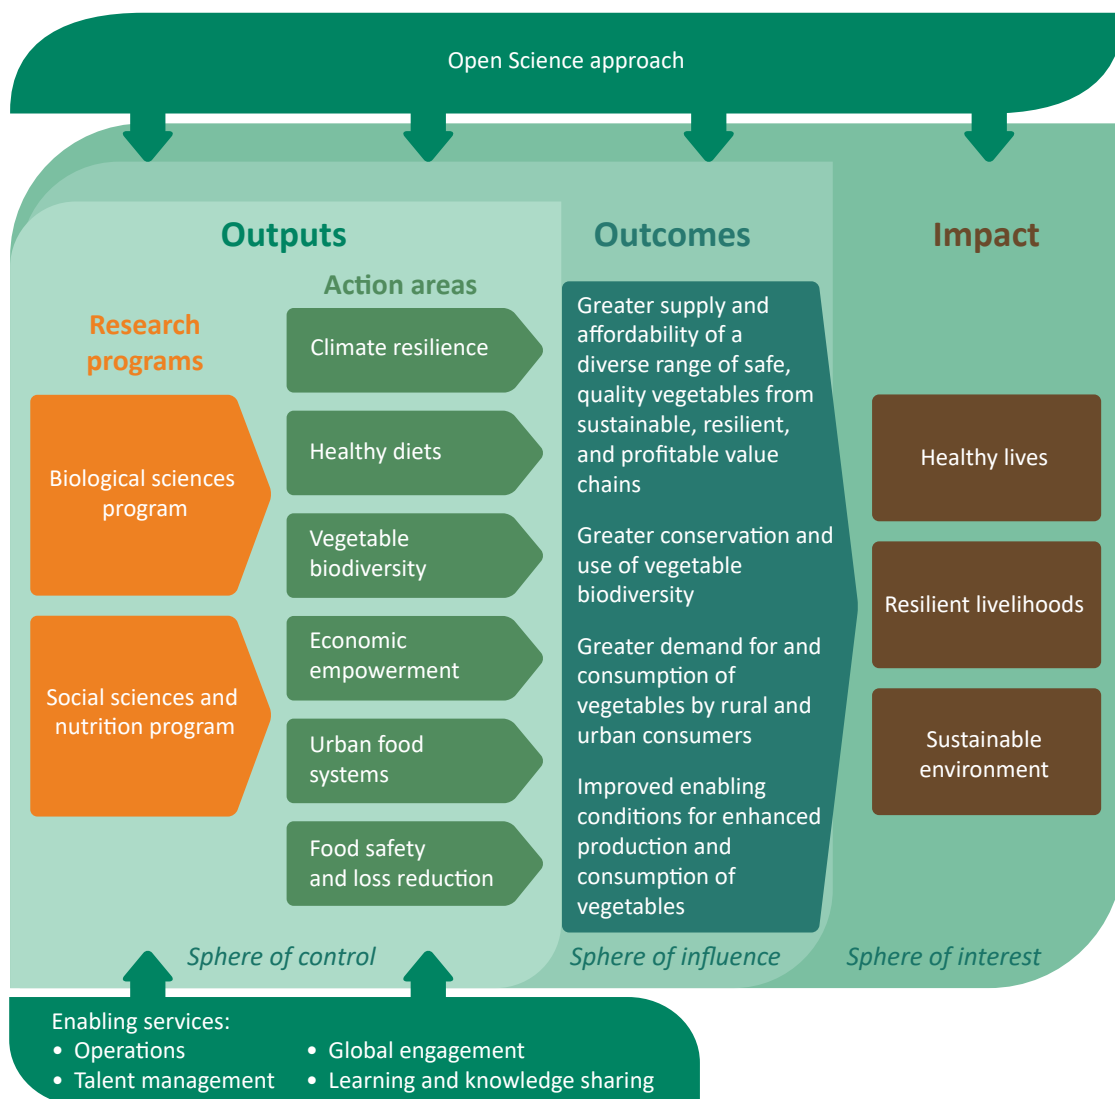 Open Science approach
Outputs
Outcomes
Impact
Research
programs
Action areas
Biological sciences
program
Social sciences and
nutrition program
Climate resilience
Healthy diets
Vegetable
biodiversity
Economic
empowerment
Urban food
systems
Food safety
and loss reduction
Greater supply and
affordability of a
diverse range of safe,
quality vegetables from
sustainable, resilient,
and profitable value
chains
Greater conservation and
use of vegetable
biodiversity
Greater demand for and
consumption of
vegetables by rural and
urban consumers
Improved enabling
conditions for enhanced
production and
consumption of
vegetables
Healthy lives
Resilient livelihoods
Sustainable
environment
Sphere of control
Sphere of influence
Sphere of interest
Enabling services:
• Operations
• Talent management
• Global engagement
• Learning and knowledge sharing